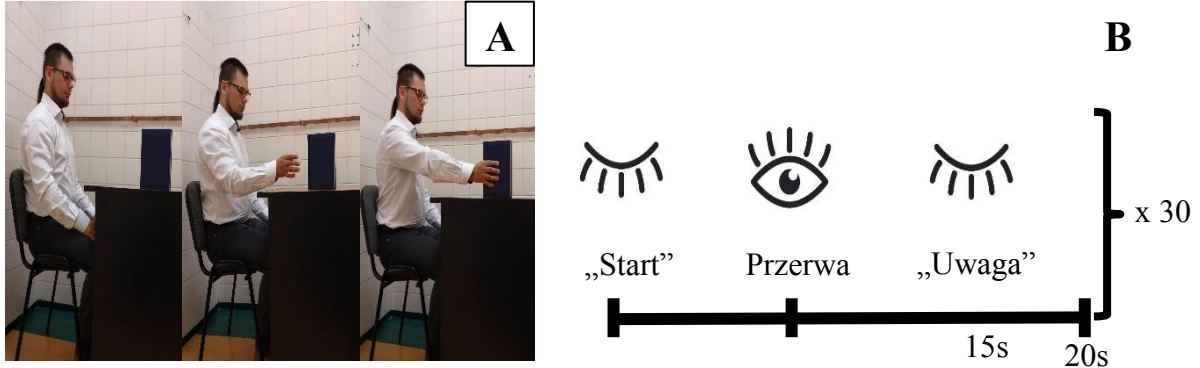 A
B
x 30
„Start”
Przerwa
„Uwaga”
15s
20s